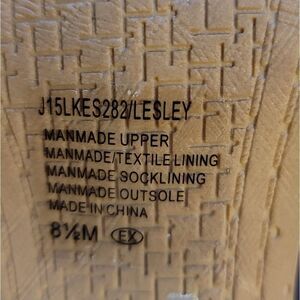 J15LKES282/LESLEY
MANMADE UPPER
MANMADE/TEXTILE LINING
MANMADE SOCKLINING
MANMADE OUTSOLE
MADE IN CHINA
8½M EX